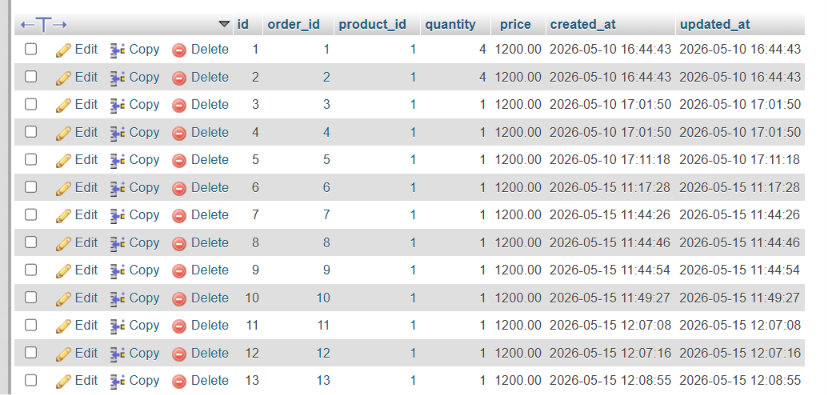 id order_id product_id quantity price created_at updated_at
Edit Copy Delete 1 1 1 4 1200.00 2026-05-10 16:44:43 2026-05-10 16:44:43
Edit Copy Delete 2 2 1 4 1200.00 2026-05-10 16:44:43 2026-05-10 16:44:43
Edit Copy Delete 3 3 1 1 1200.00 2026-05-10 17:01:50 2026-05-10 17:01:50
Edit Copy Delete 4 4 1 1 1200.00 2026-05-10 17:01:50 2026-05-10 17:01:50
Edit Copy Delete 5 5 1 1 1200.00 2026-05-10 17:11:18 2026-05-10 17:11:18
Edit Copy Delete 6 6 1 1 1200.00 2026-05-15 11:17:28 2026-05-15 11:17:28
Edit Copy Delete 7 7 1 1 1200.00 2026-05-15 11:44:26 2026-05-15 11:44:26
Edit Copy Delete 8 8 1 1 1200.00 2026-05-15 11:44:46 2026-05-15 11:44:46
Edit Copy Delete 9 9 1 1 1200.00 2026-05-15 11:44:54 2026-05-15 11:44:54
Edit Copy Delete 10 10 1 1 1200.00 2026-05-15 11:49:27 2026-05-15 11:49:27
Edit Copy Delete 11 11 1 1 1200.00 2026-05-15 12:07:08 2026-05-15 12:07:08
Edit Copy Delete 12 12 1 1 1200.00 2026-05-15 12:07:16 2026-05-15 12:07:16
Edit Copy Delete 13 13 1 1 1200.00 2026-05-15 12:08:55 2026-05-15 12:08:55